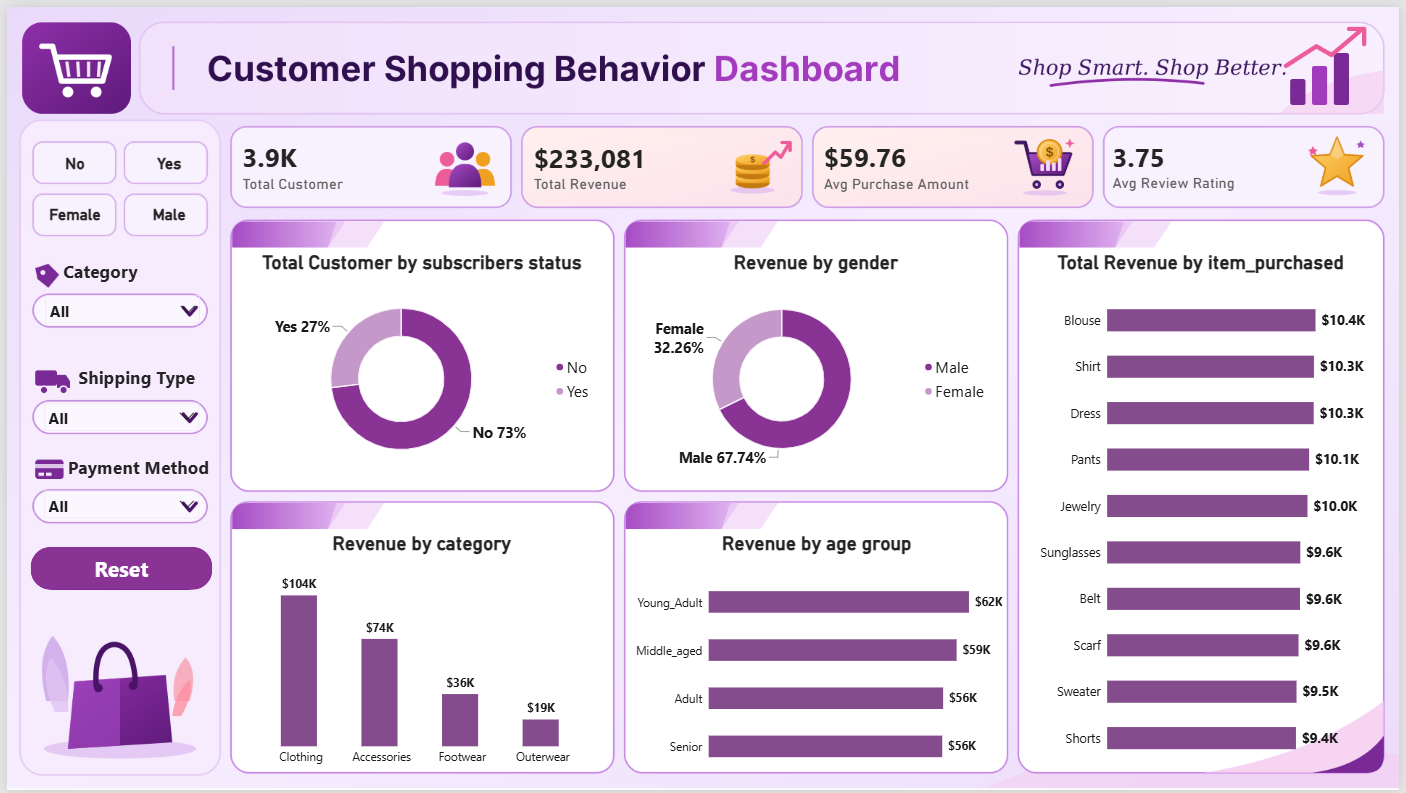 Customer Shopping Behavior Dashboard
Shop Smart. Shop Better.
No
Yes
Female
Male
Category
All
Shipping Type
All
Payment Method
All
Reset
3.9K
Total Customer
$233,081
Total Revenue
$59.76
Avg Purchase Amount
3.75
Avg Review Rating
Total Customer by subscribers status
Yes 27%
No 73%
No
Yes
Revenue by gender
Female
32.26%
Male 67.74%
Male
Female
Total Revenue by item_purchased
Blouse $10.4K
Shirt $10.3K
Dress $10.3K
Pants $10.1K
Jewelry $10.0K
Sunglasses $9.6K
Belt $9.6K
Scarf $9.6K
Sweater $9.5K
Shorts $9.4K
Revenue by category
$104K
$74K
$36K
$19K
Clothing Accessories Footwear Outerwear
Revenue by age group
Young_Adult $62K
Middle_aged $59K
Adult $56K
Senior $56K